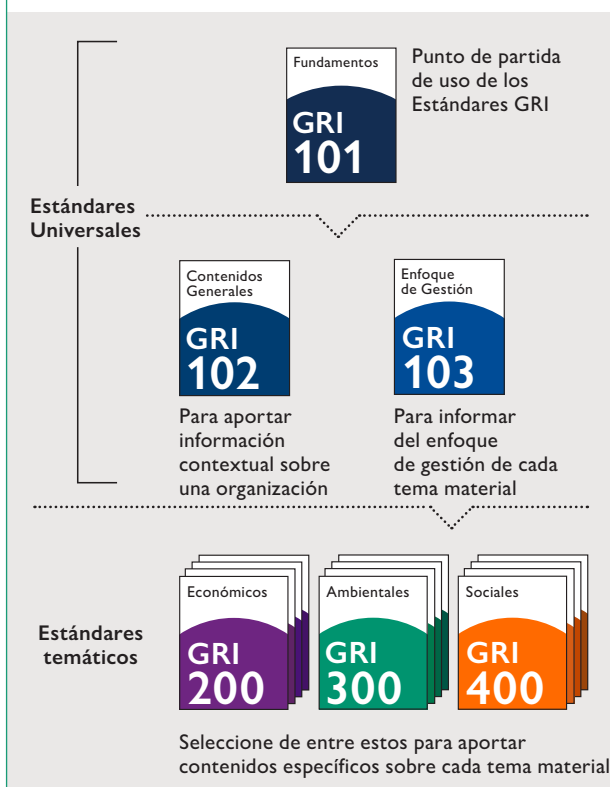 Fundamentos
GRI
101
Punto de partida
de uso de los
Estándares GRI
Estándares
Universales
Contenidos
Generales
GRI
102
Enfoque
de Gestión
GRI
103
Para aportar
información
contextual sobre
una organización
Para informar
del enfoque
de gestión de cada
tema material
Estándares
temáticos
Económicos
GRI
200
Ambientales
GRI
300
Sociales
GRI
400
Seleccione de entre estos para aportar
contenidos específicos sobre cada tema material